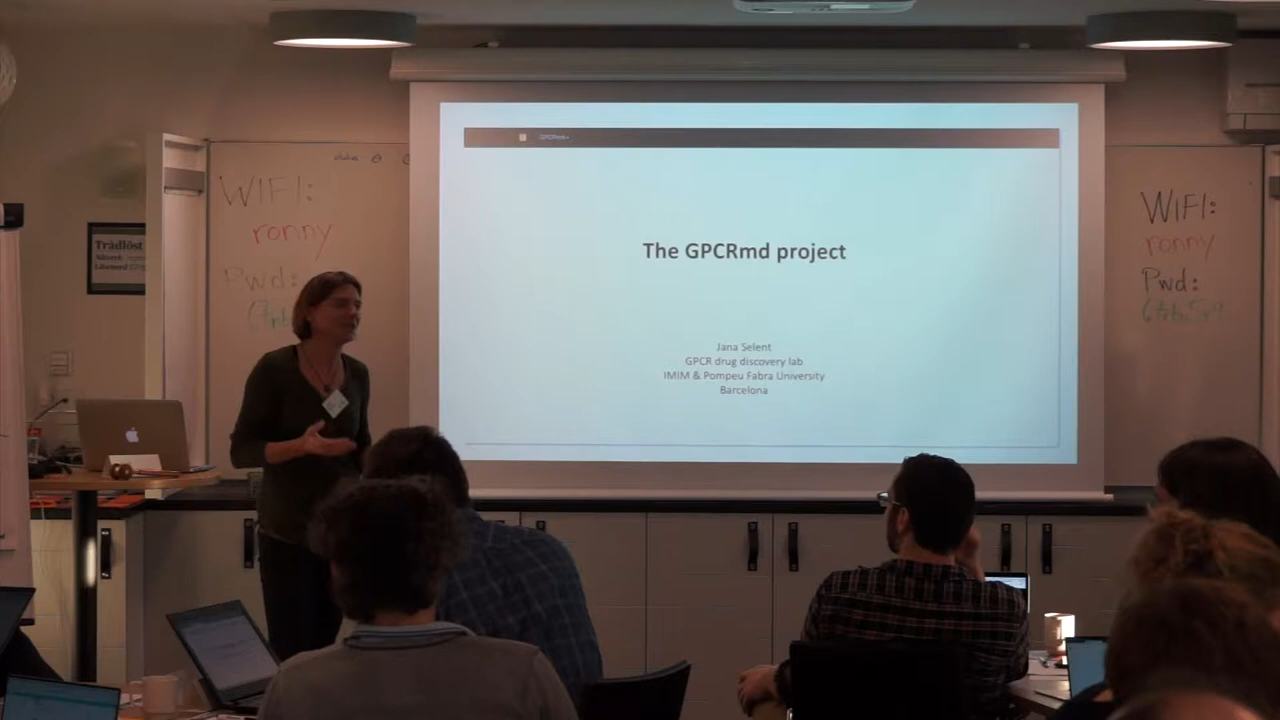 GPCRmd
The GPCRmd project
Jana Selent
GPCR drug discovery lab
IMIM & Pompeu Fabra University
Barcelona
WIFI:
ronny
Pwd:
Trådlöst
WIFI:
ronny
Pwd: